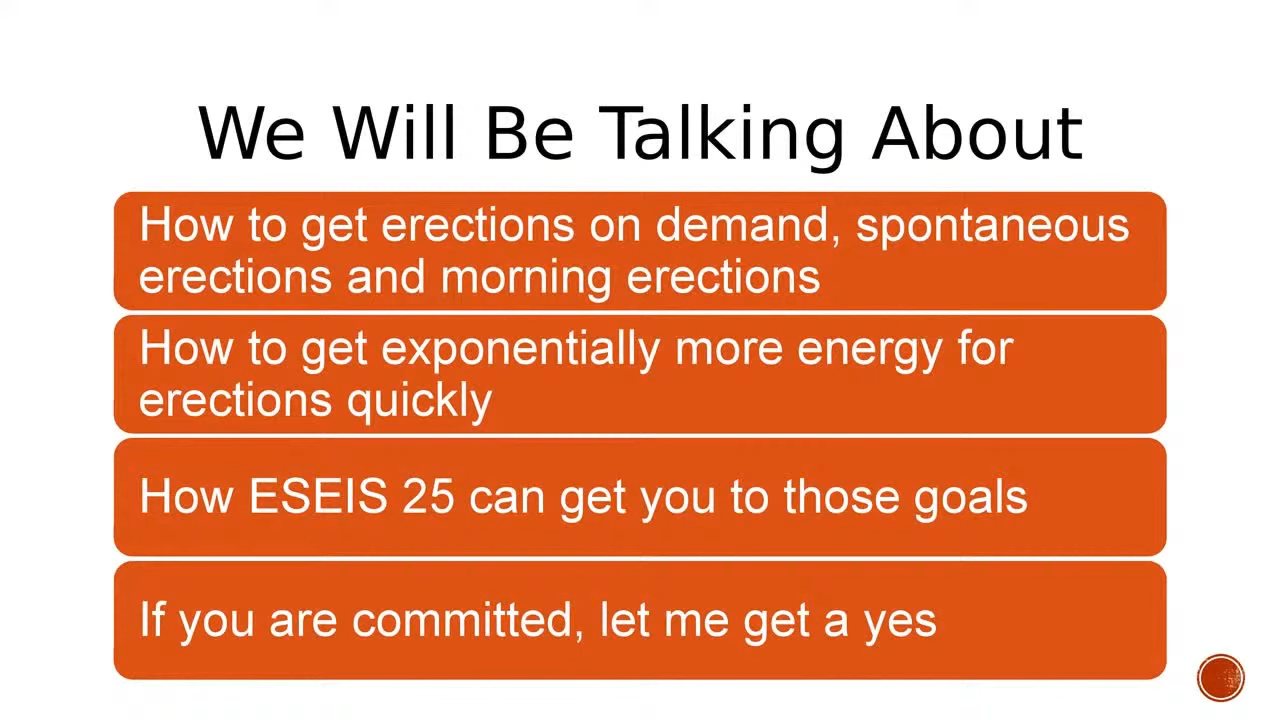 We Will Be Talking About
How to get erections on demand, spontaneous
erections and morning erections
How to get exponentially more energy for
erections quickly
How ESEIS 25 can get you to those goals
If you are committed, let me get a yes